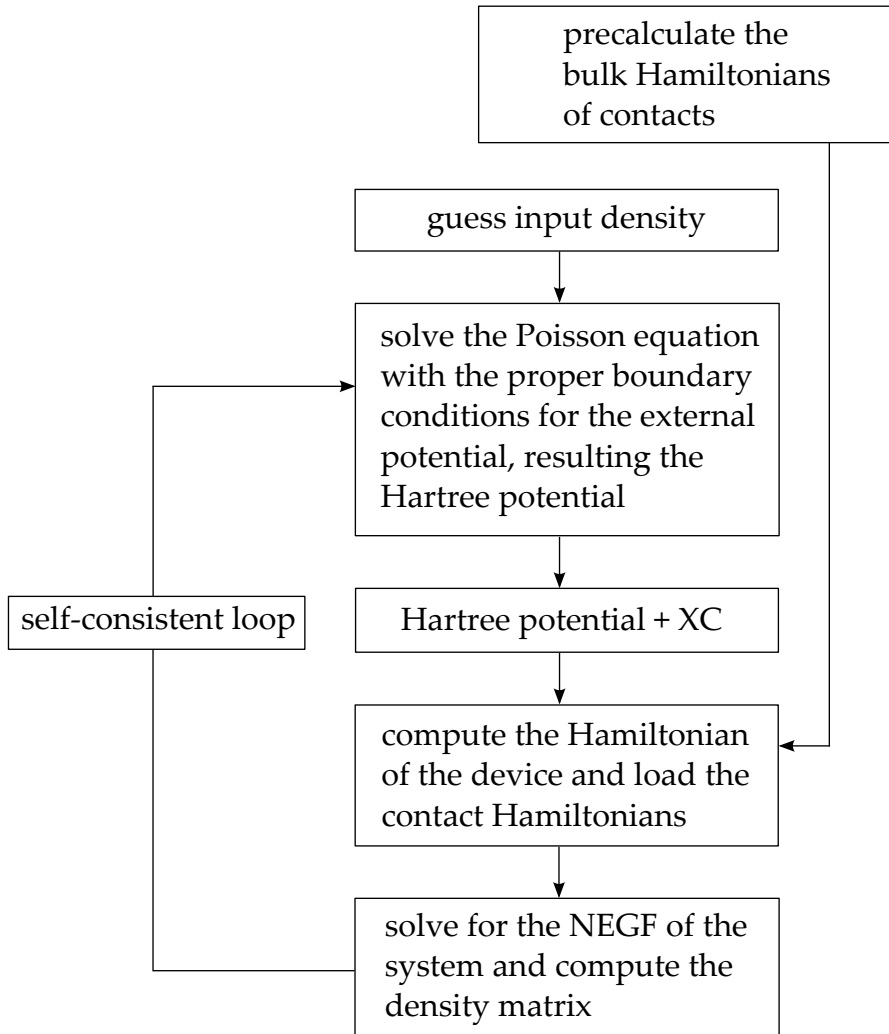 precalculate the
bulk Hamiltonians
of contacts
guess input density
solve the Poisson equation
with the proper boundary
conditions for the external
potential, resulting the
Hartree potential
self-consistent loop
Hartree potential + XC
compute the Hamiltonian
of the device and load the
contact Hamiltonians
solve for the NEGF of the
system and compute the
density matrix